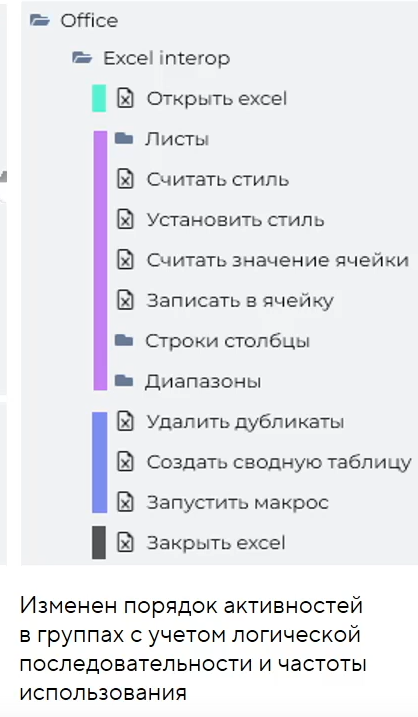 Office
Excel interop
Открыть excel
Листы
Считать стиль
Установить стиль
Считать значение ячейки
Записать в ячейку
Строки столбцы
Диапазоны
Удалить дубликаты
Создать сводную таблицу
Запустить макрос
Закрыть excel
Изменен порядок активностей
в группах с учетом логической
последовательности и частоты
использования